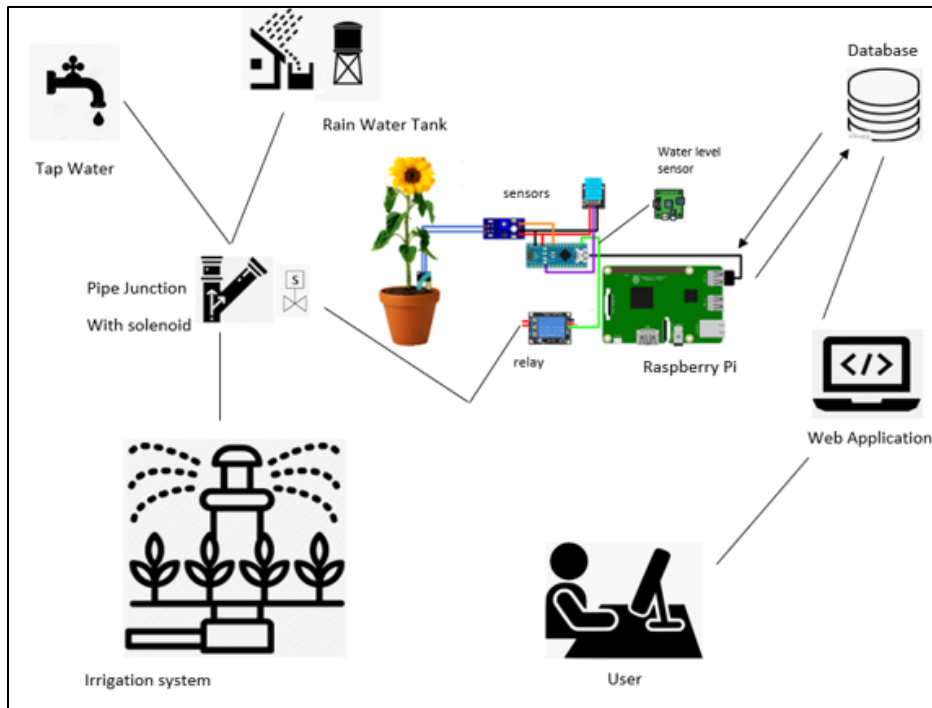 Database
Rain Water Tank
Water level
sensor
Tap Water
sensors
Pipe Junction
S
With solenoid
relay
Raspberry Pi
</>
Web Application
Irrigation system
User